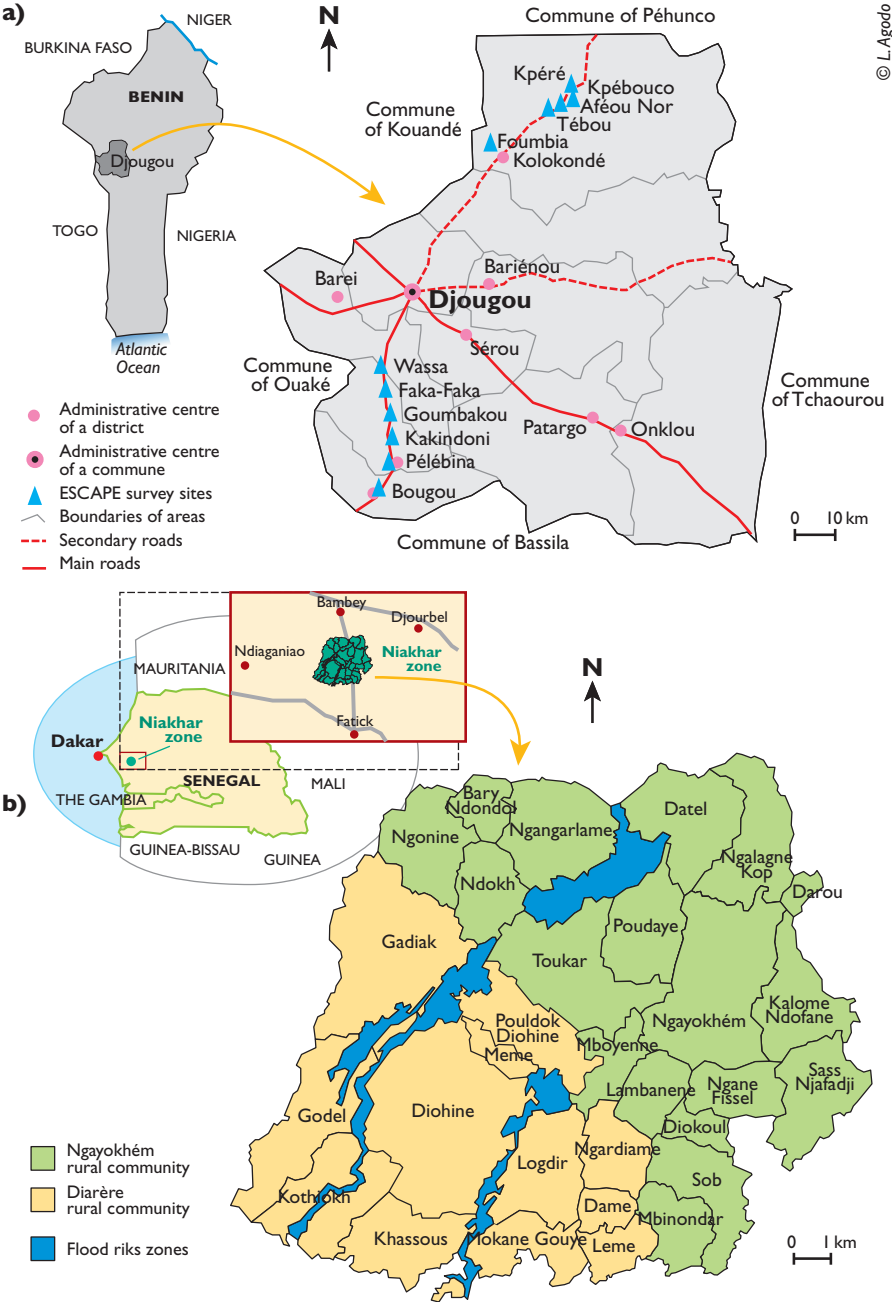 a)
NIGER
BURKINA FASO
BENIN
Djougou
TOGO
NIGERIA
Atlantic
Ocean
N
Commune of Péhunco
© L.Agodo
Kpéré
Kpébouco
Aféou Nor
Tébou
Commune
of Kouandé
Foumbia
Kolokondé
Barei
Bariénou
Djougou
Sérou
Commune
of Ouaké
Wassa
Faka-Faka
Goumbakou
Kakindoni
Pélébina
Bougou
Patargo
Onklou
Commune
of Tchaourou
Commune of Bassila
0 10 km
Administrative centre
of a district
Administrative centre
of a commune
ESCAPE survey sites
Boundaries of areas
Secondary roads
Main roads
Bambey
Djourbel
Ndiaganiao
Niakhar
zone
Fatick
MAURITANIA
Dakar
Niakhar
zone
SENEGAL
MALI
THE GAMBIA
GUINEA-BISSAU
GUINEA
b)
N
Bary
Ndondol
Ngonine
Ngangarlame
Datel
Ngalagne
Kop
Darou
Ndokh
Poudaye
Gadiak
Toukar
Pouldok
Diohine
Meme
Mboyenne
Ngayokhém
Kalome
Ndofane
Lambanene
Ngane
Fissel
Sass
Njafadji
Godel
Diohine
Diokoul
Logdir
Ngardiame
Sob
Kothiokh
Dame
Mbinondar
Khassous
Mokane Gouye
Leme
Ngayokhém
rural community
Diarère
rural community
Flood riks zones
0 1 km